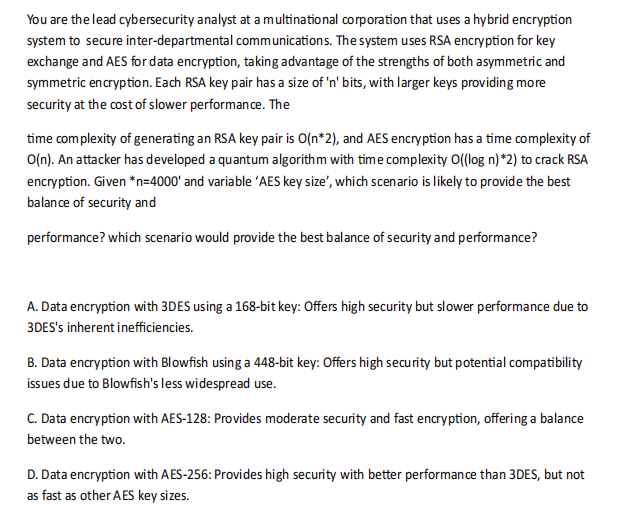 You are the lead cybersecurity analyst at a multinational corporation that uses a hybrid encryption
system to secure inter-departmental communications. The system uses RSA encryption for key
exchange and AES for data encryption, taking advantage of the strengths of both asymmetric and
symmetric encryption. Each RSA key pair has a size of 'n' bits, with larger keys providing more
security at the cost of slower performance. The
time complexity of generating an RSA key pair is O(n*2), and AES encryption has a time complexity of
O(n). An attacker has developed a quantum algorithm with time complexity O((log n)*2) to crack RSA
encryption. Given *n=4000' and variable ‘AES key size’, which scenario is likely to provide the best
balance of security and
performance? which scenario would provide the best balance of security and performance?
A. Data encryption with 3DES using a 168-bit key: Offers high security but slower performance due to
3DES's inherent inefficiencies.
B. Data encryption with Blowfish using a 448-bit key: Offers high security but potential compatibility
issues due to Blowfish's less widespread use.
C. Data encryption with AES-128: Provides moderate security and fast encryption, offering a balance
between the two.
D. Data encryption with AES-256: Provides high security with better performance than 3DES, but not
as fast as other AES key sizes.